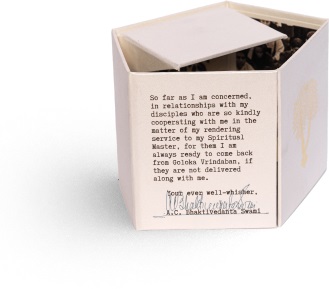 So far as I am concerned,
in relationships with my
disciples who are so kindly
cooperating with me in the
matter of my rendering
service to my Spiritual
Master, for them I am
always ready to come back
from Goloka Vrindaban, if
they are not delivered
along with me.
Your ever well-whisher,
A.C. Bhaktivedanta Swami